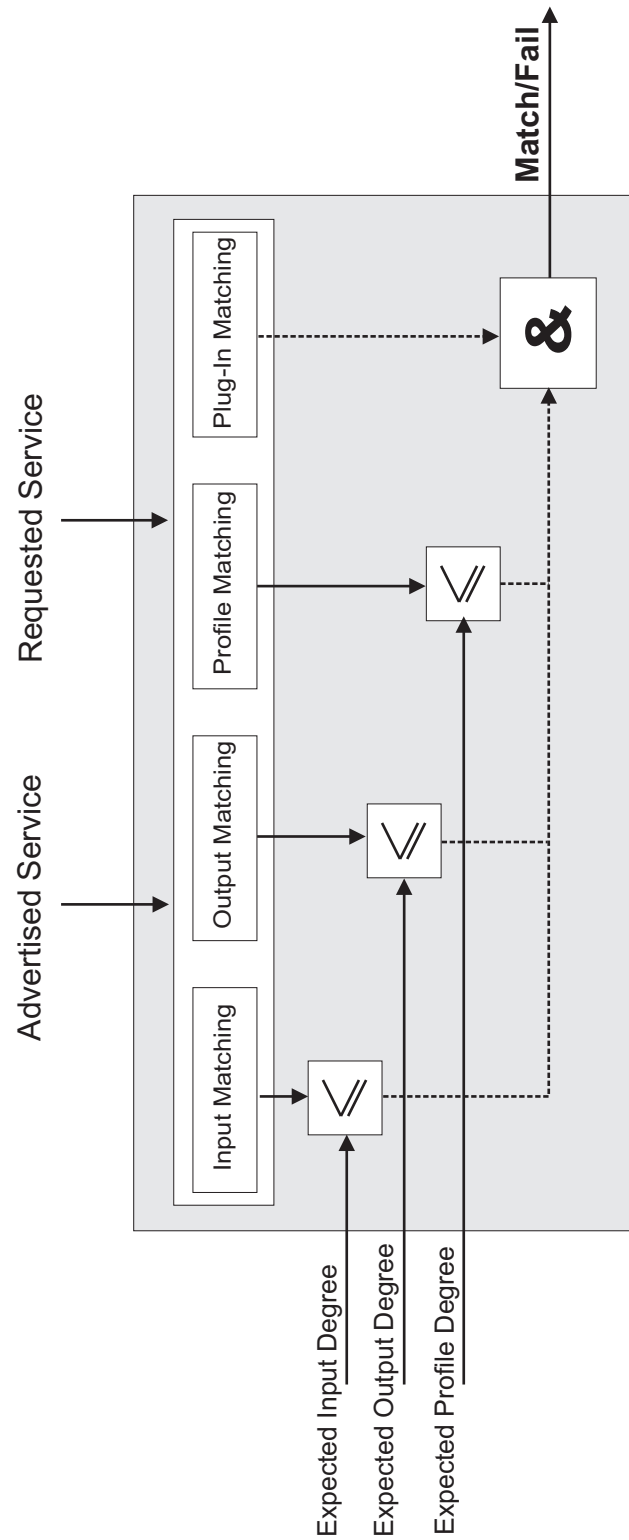 Advertised Service
Requested Service
Input Matching
Output Matching
Profile Matching
Plug-In Matching
Expected Input Degree
Expected Output Degree
Expected Profile Degree
⩽
⩽
⩽
&
Match/Fail